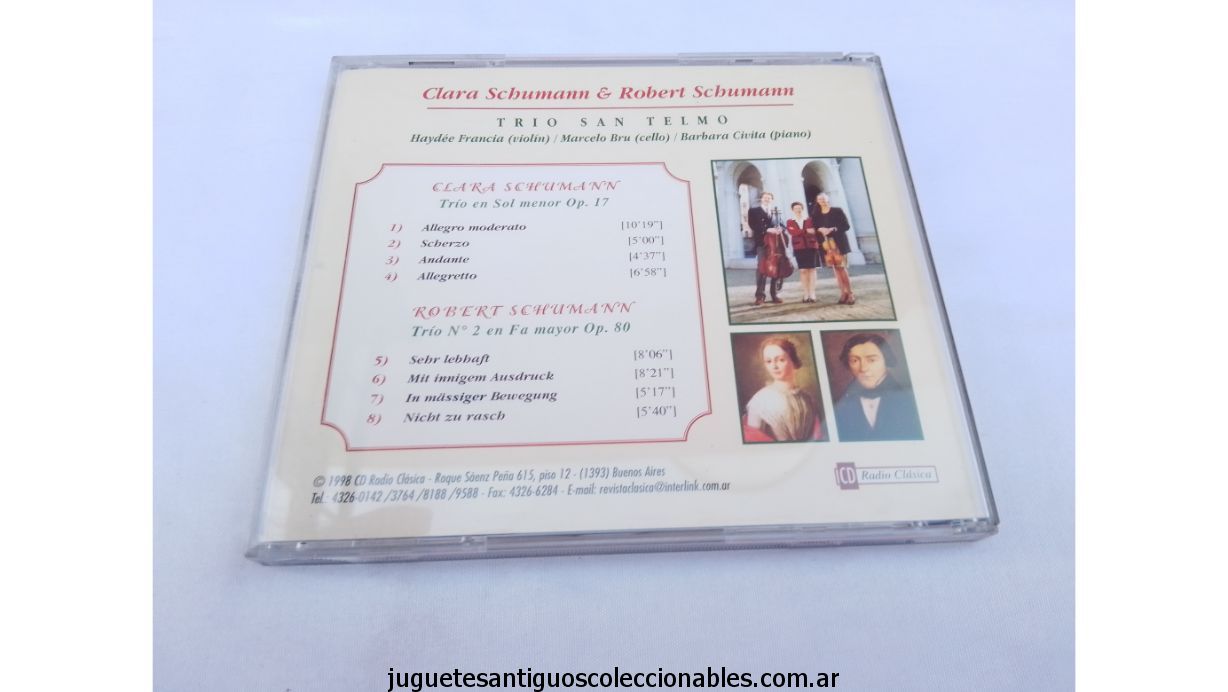 Clara Schumann & Robert Schumann
TRIO SAN TELMO
Haydée Francia (violín) / Marcelo Bru (cello) / Barbara Civita (piano)
CLARA SCHUMANN
Trío en Sol menor Op. 17
1) Allegro moderato [10'19"]
2) Scherzo [5'00"]
3) Andante [4'37"]
4) Allegretto [6'58"]
ROBERT SCHUMANN
Trío N° 2 en Fa mayor Op. 80
5) Sehr lebhaft [8'06"]
6) Mit innigem Ausdruck [8'21"]
7) In mässiger Bewegung [5'17"]
8) Nicht zu rasch [5'40"]
© 1998 CD Radio Clásica - Roque Sáenz Peña 615, piso 12 - (1393) Buenos Aires
Tel.: 4326-0142 /3764 /8188 /9588 - Fax: 4326-6284 - E-mail: revistaclasica@interlink.com.ar
CD Radio Clásica
juguetesantiguoscoleccionables.com.ar